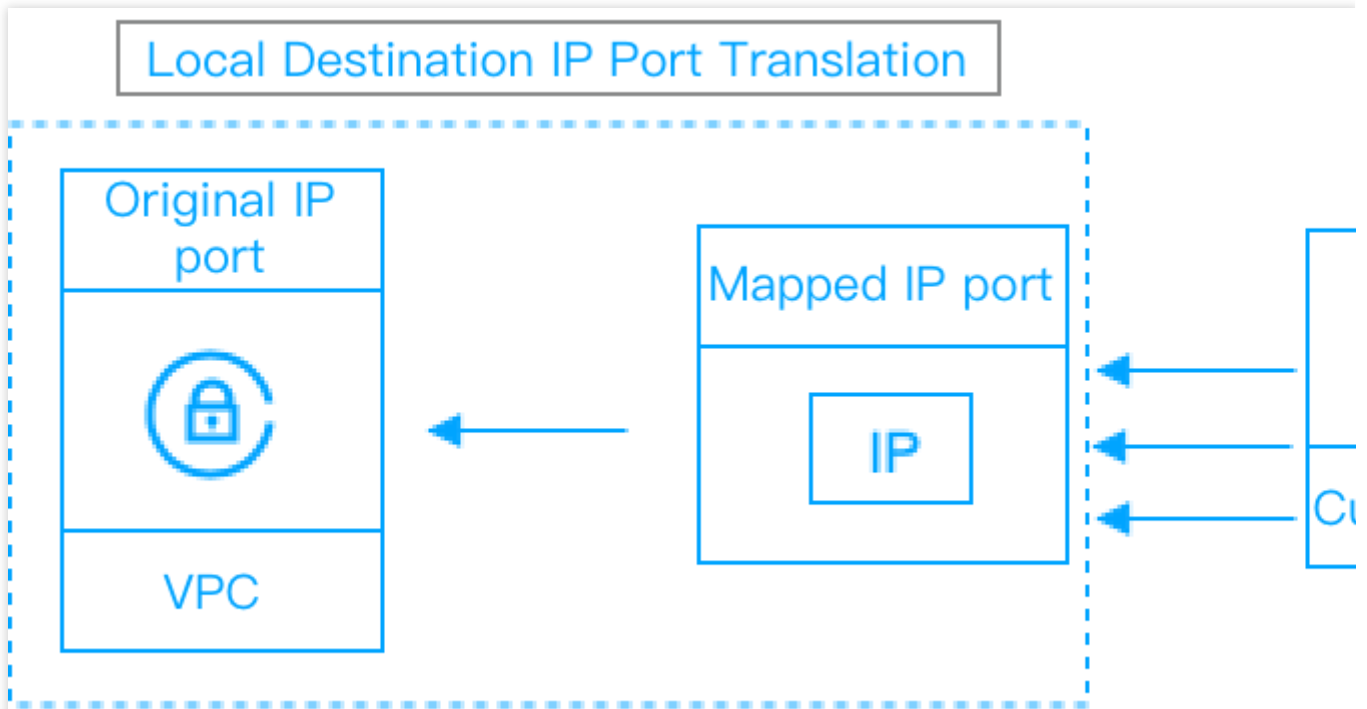 Local Destination IP Port Translation
Original IP
port
Mapped IP port
IP
VPC